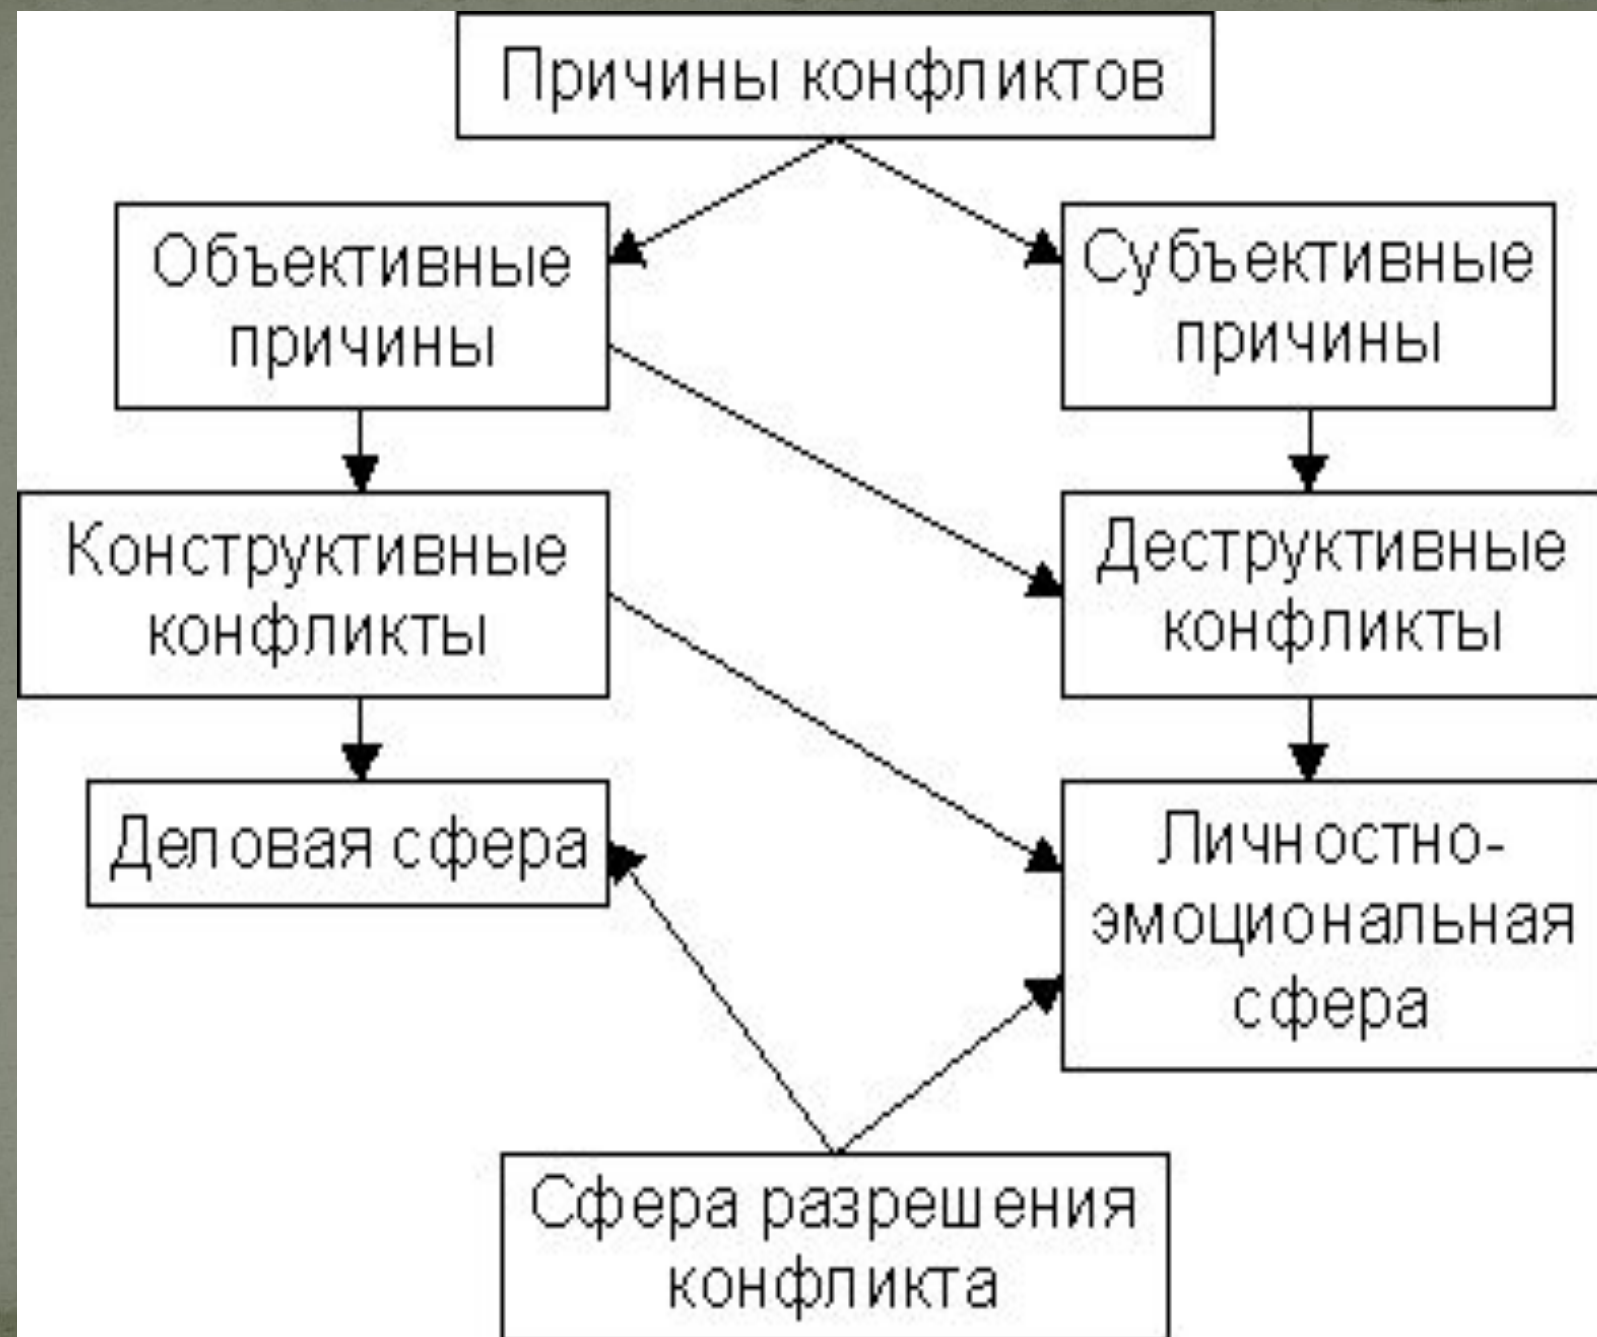 Причины конфликтов
Объективные
причины
Субъективные
причины
Конструктивные
конфликты
Деструктивные
конфликты
Деловая сфера
Личностно-
эмоциональная
сфера
Сфера разрешения
конфликта